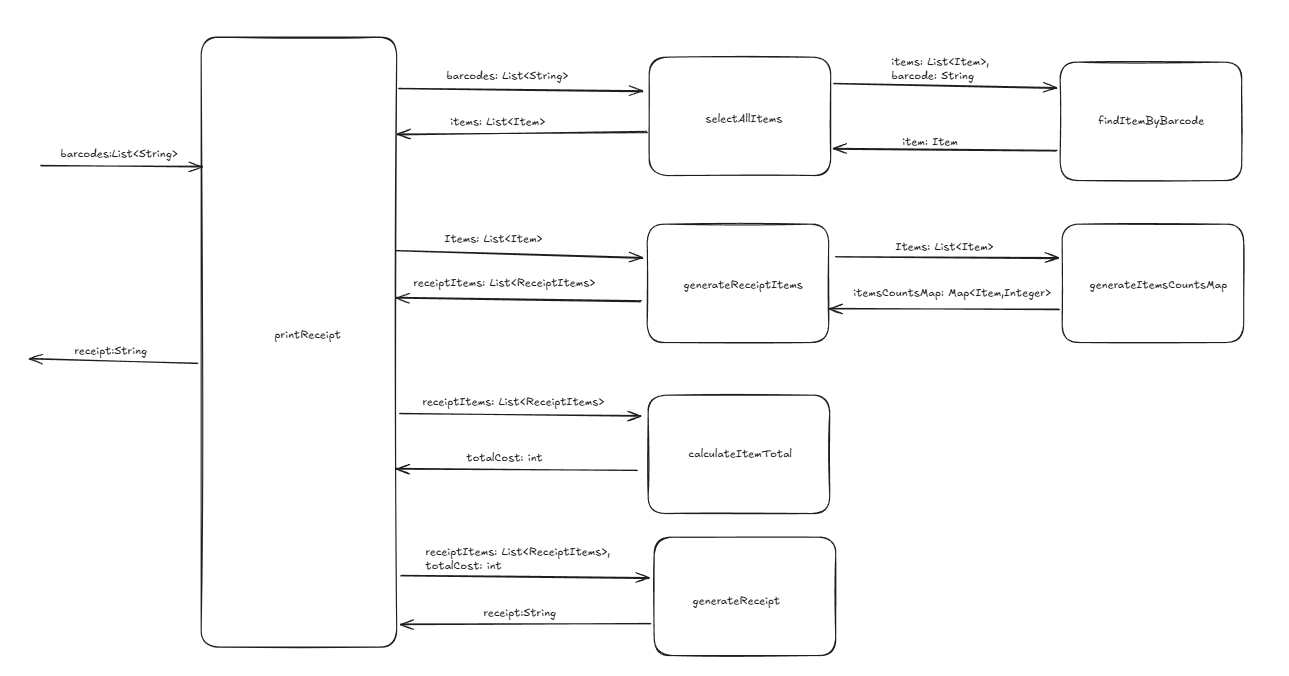 barcodes: List<String>
items: List<Item>,
barcode: String
selectAllItems
findItemByBarcode
items: List<Item>
item: Item
barcodes:List<String>
Items: List<Item>
Items: List<Item>
receiptItems: List<ReceiptItems>
generateReceiptItems
itemsCountsMap: Map<Item,Integer>
generateItemsCountsMap
printReceipt
receipt:String
receiptItems: List<ReceiptItems>
totalCost: int
calculateItemTotal
receiptItems: List<ReceiptItems>,
totalCost: int
generateReceipt
receipt:String